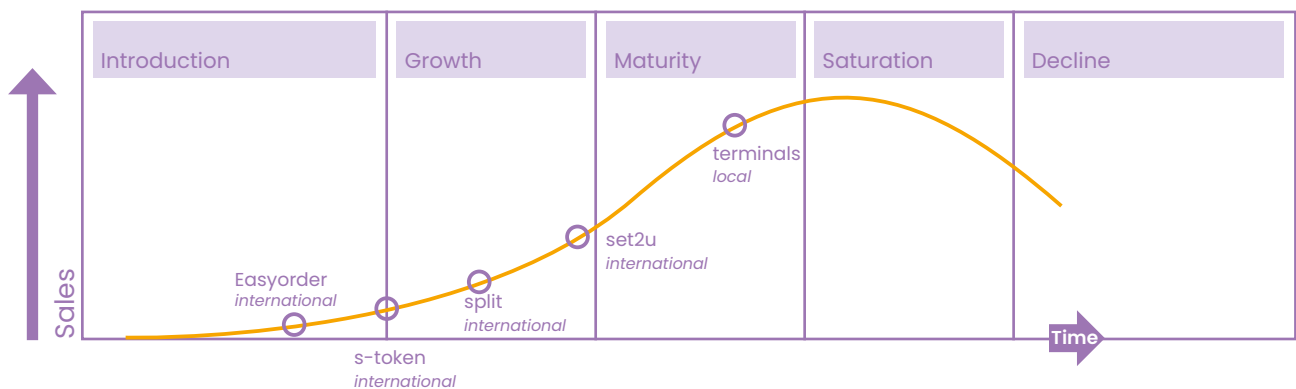 Introduction
Growth
Maturity
Saturation
Decline
terminals
local
set2u
international
Easyorder
international
split
international
s-token
international
Sales
Time